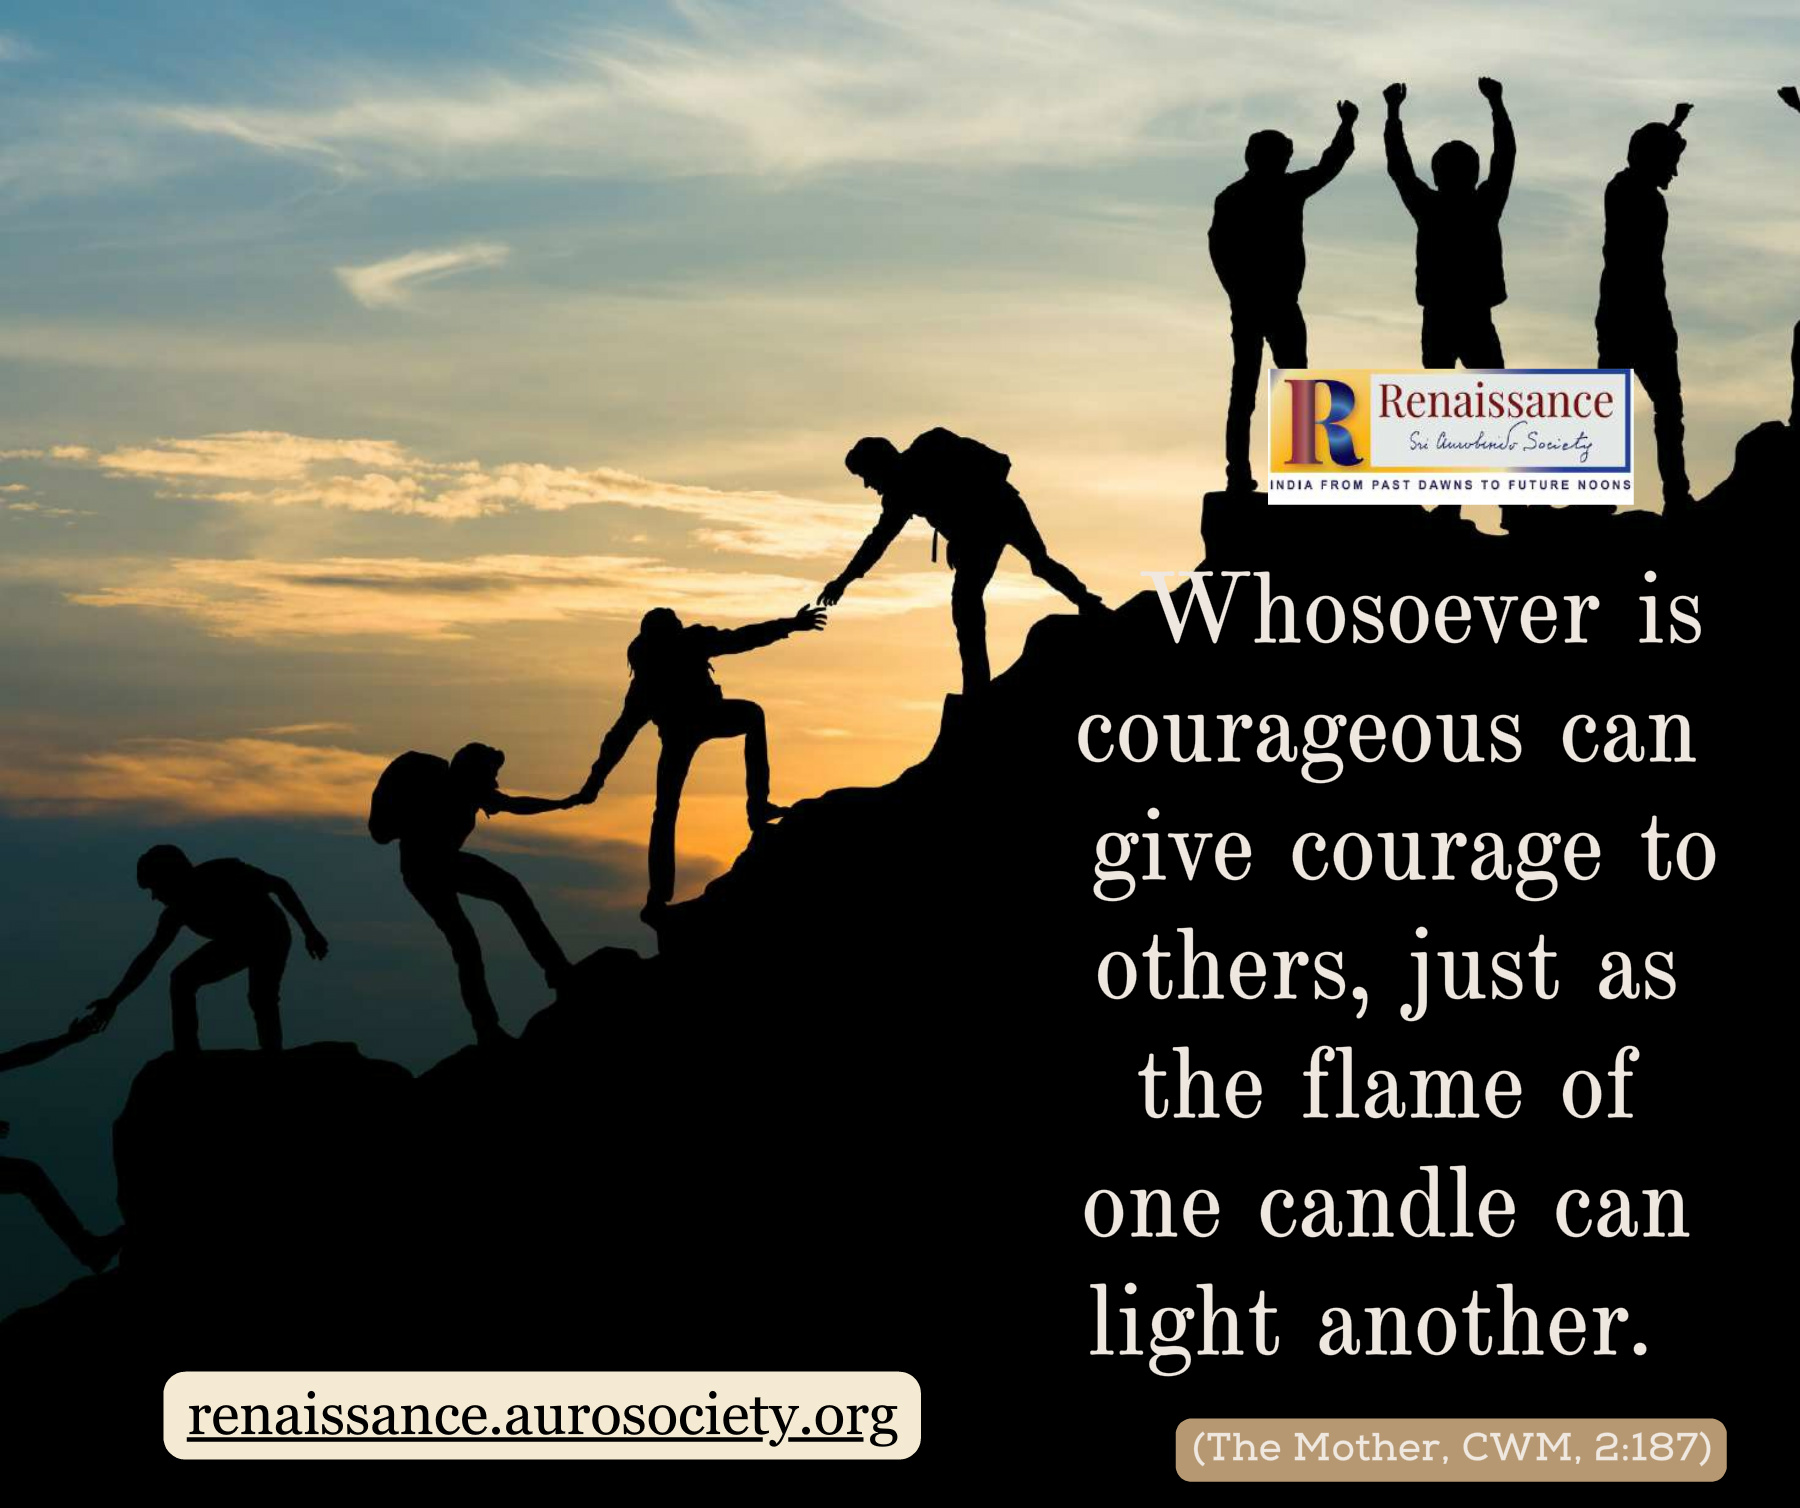 Renaissance
Sri Aurobindo Society
INDIA FROM PAST DAWNS TO FUTURE NOONS
Whosoever is
courageous can
give courage to
others, just as
the flame of
one candle can
light another.
renaissance.aurosociety.org
(The Mother, CWM, 2:187)